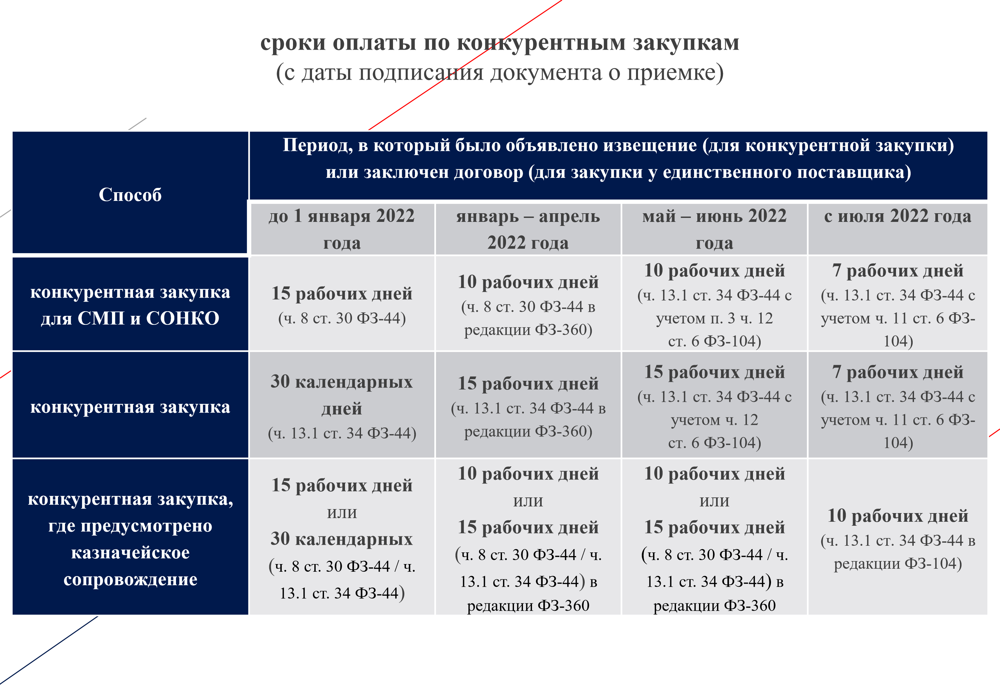 сроки оплаты по конкурентным закупкам
(с даты подписания документа о приемке)
Способ
Период, в который было объявлено извещение (для конкурентной закупки)
или заключен договор (для закупки у единственного поставщика)
до 1 января 2022
года
январь – апрель
2022 года
май – июнь 2022
года
с июля 2022 года
конкурентная закупка
для СМП и СОНКО
15 рабочих дней
(ч. 8 ст. 30 ФЗ-44)
10 рабочих дней
(ч. 8 ст. 30 ФЗ-44 в
редакции ФЗ-360)
10 рабочих дней
(ч. 13.1 ст. 34 ФЗ-44 с
учетом п. 3 ч. 12
ст. 6 ФЗ-104)
7 рабочих дней
(ч. 13.1 ст. 34 ФЗ-44 с
учетом ч. 11 ст. 6 ФЗ-
104)
конкурентная закупка
30 календарных
дней
(ч. 13.1 ст. 34 ФЗ-44)
15 рабочих дней
(ч. 13.1 ст. 34 ФЗ-44 в
редакции ФЗ-360)
15 рабочих дней
(ч. 13.1 ст. 34 ФЗ-44 с
учетом ч. 12
ст. 6 ФЗ-104)
7 рабочих дней
(ч. 13.1 ст. 34 ФЗ-44 с
учетом ч. 11 ст. 6 ФЗ-
104)
конкурентная закупка,
где предусмотрено
казначейское
сопровождение
15 рабочих дней
или
30 календарных
(ч. 8 ст. 30 ФЗ-44 / ч.
13.1 ст. 34 ФЗ-44)
10 рабочих дней
или
15 рабочих дней
(ч. 8 ст. 30 ФЗ-44 / ч.
13.1 ст. 34 ФЗ-44) в
редакции ФЗ-360
10 рабочих дней
или
15 рабочих дней
(ч. 8 ст. 30 ФЗ-44 / ч.
13.1 ст. 34 ФЗ-44) в
редакции ФЗ-360
10 рабочих дней
(ч. 13.1 ст. 34 ФЗ-44 в
редакции ФЗ-104)